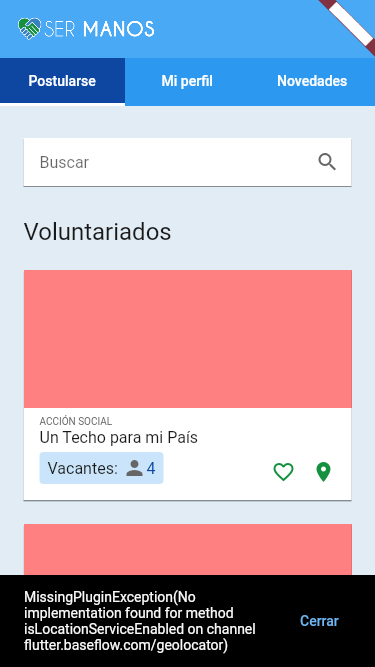 SER MANOS
Postularse
Mi perfil
Novedades
Buscar
Voluntariados
ACCIÓN SOCIAL
Un Techo para mi País
Vacantes: 4
MissingPluginException(No
implementation found for method
isLocationServiceEnabled on channel
flutter.baseflow.com/geolocator)
Cerrar